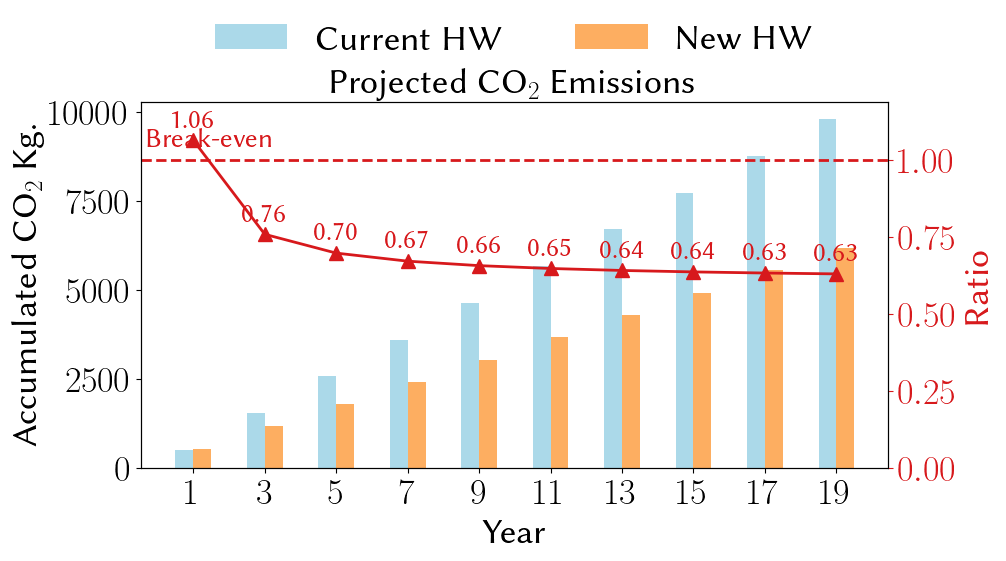 Current HW New HW
Projected CO₂ Emissions
Accumulated CO₂ Kg.
10000
7500
5000
2500
0
Break-even
1.06
0.76
0.70
0.67
0.66
0.65
0.64
0.64
0.63
0.63
1.00
0.75
0.50
0.25
0.00
Ratio
1 3 5 7 9 11 13 15 17 19
Year